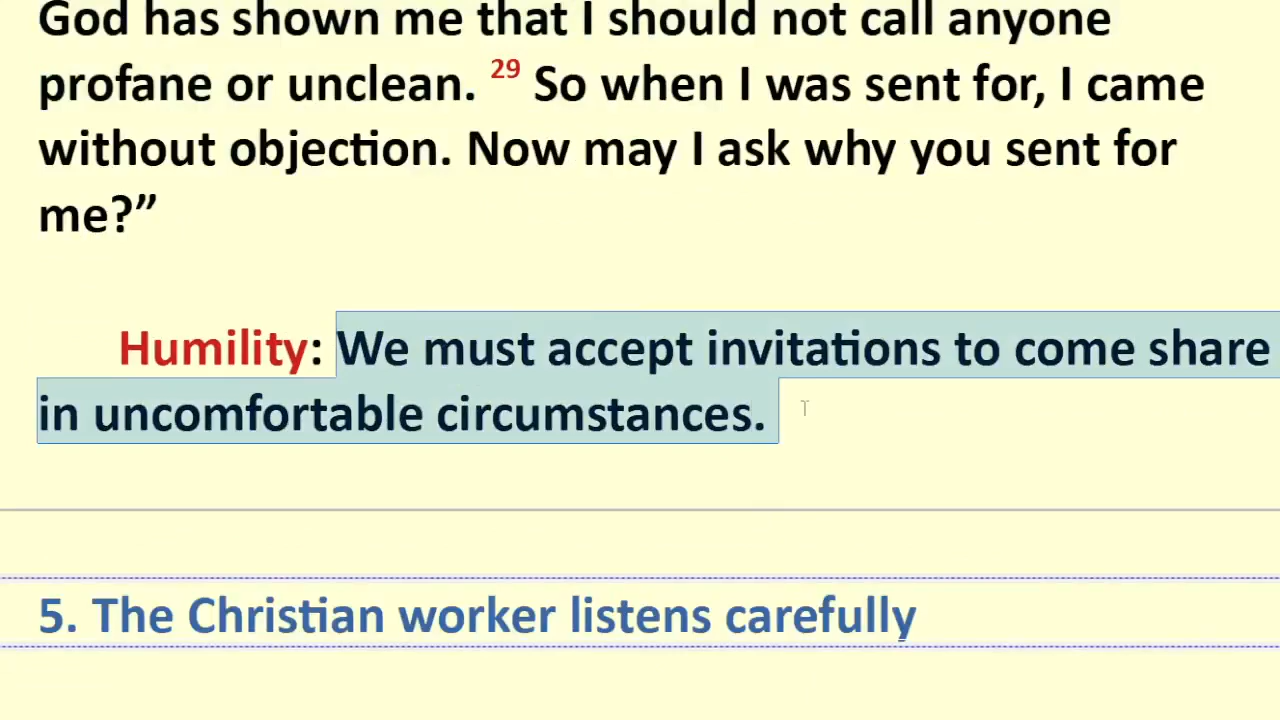 God has shown me that I should not call anyone
profane or unclean. 29 So when I was sent for, I came
without objection. Now may I ask why you sent for
me?”
Humility: We must accept invitations to come share
in uncomfortable circumstances.
5. The Christian worker listens carefully